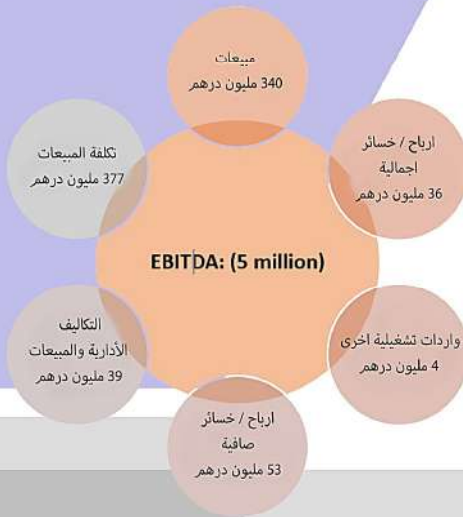 مبيعات
340 مليون درهم
ارباح / خسائر
اجمالية
36 مليون درهم
تكلفة المبيعات
377 مليون درهم
EBITDA: (5 million)
واردات تشغيلية اخرى
4 مليون درهم
التكاليف
الأدارية والمبيعات
39 مليون درهم
ارباح / خسائر
صافية
53 مليون درهم